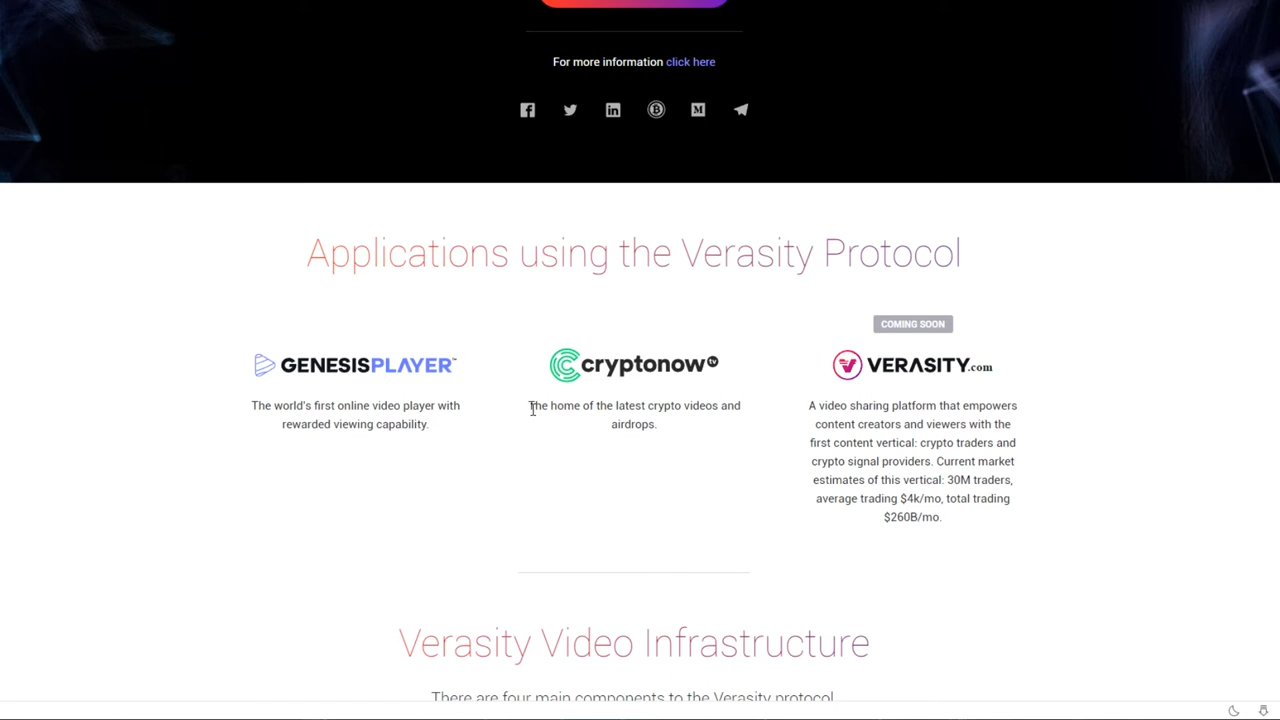 For more information click here
Applications using the Verasity Protocol
COMING SOON
GENESISPLAYER™
cryptonow tv
VERASITY.com
The world's first online video player with
rewarded viewing capability.
The home of the latest crypto videos and
airdrops.
A video sharing platform that empowers
content creators and viewers with the
first content vertical: crypto traders and
crypto signal providers. Current market
estimates of this vertical: 30M traders,
average trading $4k/mo, total trading
$260B/mo.
Verasity Video Infrastructure
There are four main components to the Verasity protocol